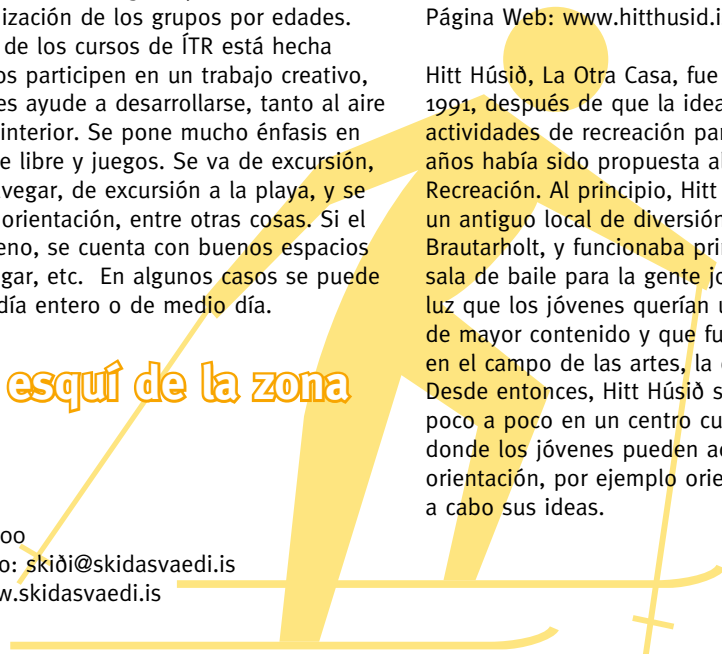 ización de los grupos por edades.
de los cursos de ÍTR está hecha
os participen en un trabajo creativo,
es ayude a desarrollarse, tanto al aire
interior. Se pone mucho énfasis en
e libre y juegos. Se va de excursión,
vegar, de excursión a la playa, y se
orientación, entre otras cosas. Si el
eno, se cuenta con buenos espacios
gar, etc. En algunos casos se puede
día entero o de medio día.
esquí de la zona
00
o: skiði@skidasvaedi.is
w.skidasvaedi.is
Página Web: www.hitthusid.i
Hitt Húsið, La Otra Casa, fue
1991, después de que la idea
actividades de recreación par
años había sido propuesta al
Recreación. Al principio, Hitt
un antiguo local de diversión
Brautarholt, y funcionaba pri
sala de baile para la gente jo
luz que los jóvenes querían u
de mayor contenido y que fu
en el campo de las artes, la
Desde entonces, Hitt Húsið s
poco a poco en un centro cu
donde los jóvenes pueden a
orientación, por ejemplo orie
a cabo sus ideas.